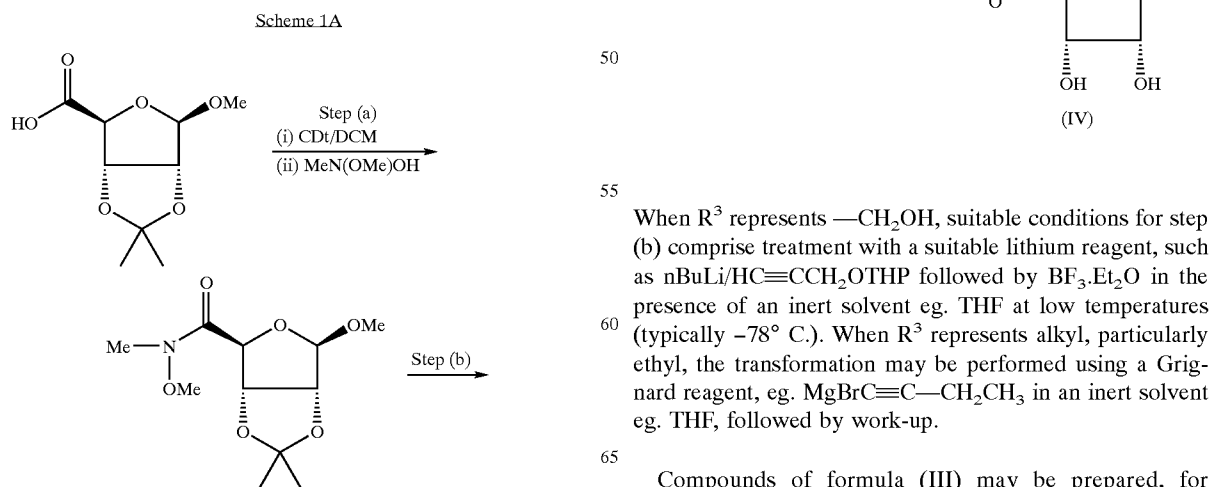 Scheme 1A
O
HO
O
OMe
O
O
Step (a)
(i) CDt/DCM
(ii) MeN(OMe)OH
O
Me
N
OMe
O
OMe
O
O
Step (b)
O
OH
OH
(IV)
50
55
60
65
When R³ represents —CH₂OH, suitable conditions for step
(b) comprise treatment with a suitable lithium reagent, such
as nBuLi/HC≡CCH₂OTHP followed by BF₃.Et₂O in the
presence of an inert solvent eg. THF at low temperatures
(typically –78° C.). When R³ represents alkyl, particularly
ethyl, the transformation may be performed using a Grig-
nard reagent, eg. MgBrC≡C—CH₂CH₃ in an inert solvent
eg. THF, followed by work-up.
Compounds of formula (III) may be prepared, for